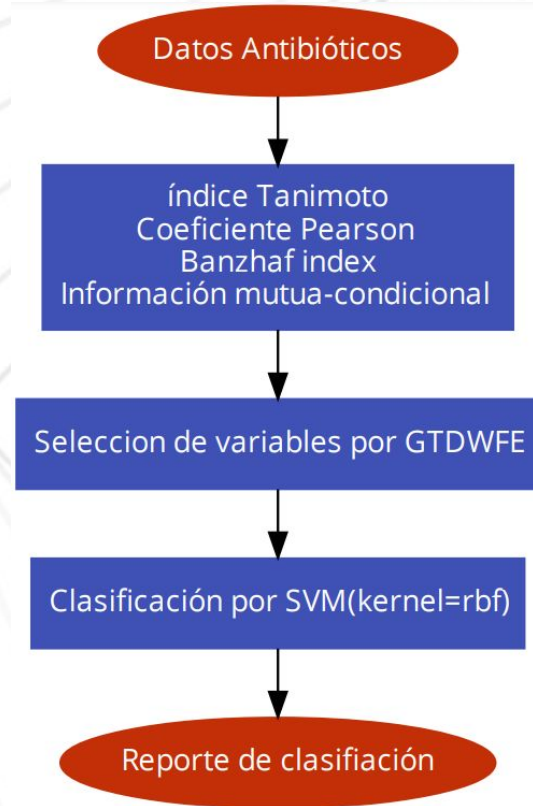 Datos Antibióticos
índice Tanimoto
Coeficiente Pearson
Banzhaf index
Información mutua-condicional
Seleccion de variables por GTDWFE
Clasificación por SVM(kernel=rbf)
Reporte de clasifiación